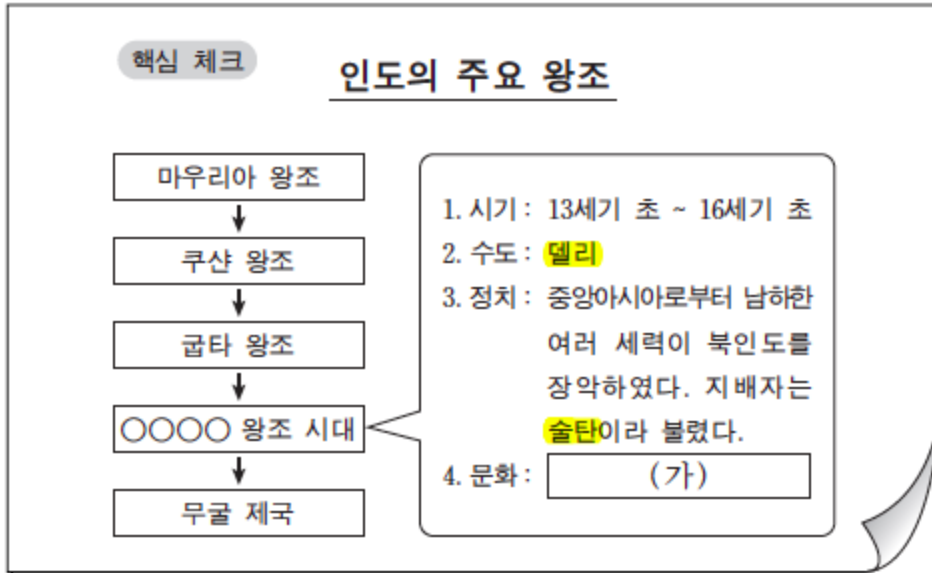 핵심 체크
인도의 주요 왕조
마우리아 왕조
쿠샨 왕조
굽타 왕조
○○○○ 왕조 시대
무굴 제국
1. 시기 : 13세기 초 ~ 16세기 초
2. 수도 : 델리
3. 정치 : 중앙아시아로부터 남하한
여러 세력이 북인도를
장악하였다. 지배자는
술탄이라 불렸다.
4. 문화 : (가)